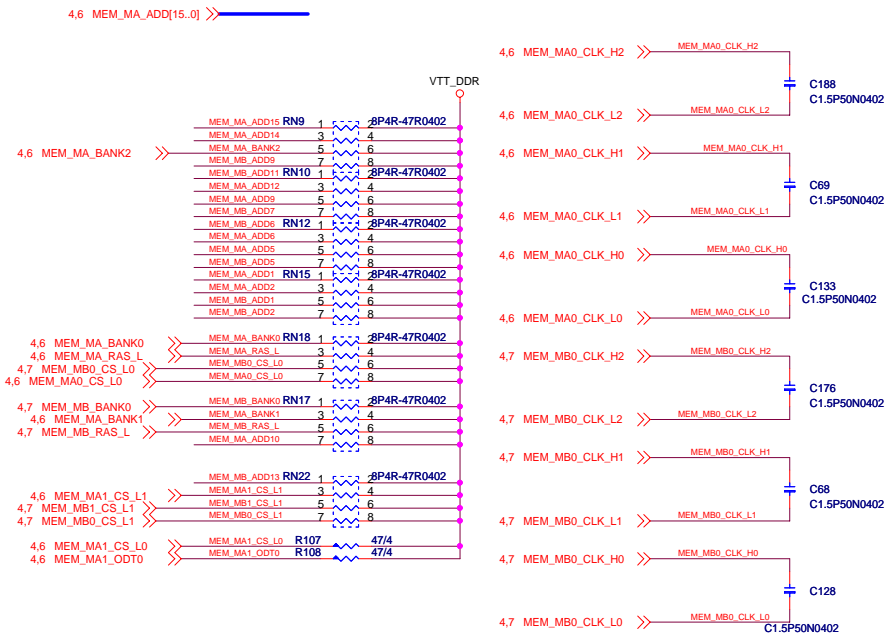 4,6 MEM_MA_ADD[15..0]
VTT_DDR
MEM_MA_ADD15 RN9 1 2 8P4R-47R0402
MEM_MA_ADD14 3 4
4,6 MEM_MA_BANK2 MEM_MA_BANK2 5 6
MEM_MB_ADD9 7 8
MEM_MB_ADD11 RN10 1 2 8P4R-47R0402
MEM_MA_ADD12 3 4
MEM_MA_ADD9 5 6
MEM_MB_ADD7 7 8
MEM_MB_ADD6 RN12 1 2 8P4R-47R0402
MEM_MA_ADD6 3 4
MEM_MA_ADD5 5 6
MEM_MB_ADD5 7 8
MEM_MA_ADD1 RN15 1 2 8P4R-47R0402
MEM_MA_ADD2 3 4
MEM_MB_ADD1 5 6
MEM_MB_ADD2 7 8
4,6 MEM_MA_BANK0 MEM_MA_BANK0 RN18 1 2 8P4R-47R0402
4,6 MEM_MA_RAS_L MEM_MA_RAS_L 3 4
4,7 MEM_MB0_CS_L0 MEM_MB0_CS_L0 5 6
4,6 MEM_MA0_CS_L0 MEM_MA0_CS_L0 7 8
4,7 MEM_MB_BANK0 MEM_MB_BANK0 RN17 1 2 8P4R-47R0402
4,6 MEM_MA_BANK1 MEM_MA_BANK1 3 4
4,7 MEM_MB_RAS_L MEM_MB_RAS_L 5 6
MEM_MA_ADD10 7 8
MEM_MB_ADD13 RN22 1 2 8P4R-47R0402
4,6 MEM_MA1_CS_L1 MEM_MA1_CS_L1 3 4
4,7 MEM_MB1_CS_L1 MEM_MB1_CS_L1 5 6
4,7 MEM_MB0_CS_L1 MEM_MB0_CS_L1 7 8
4,6 MEM_MA1_CS_L0 MEM_MA1_CS_L0 R107 47/4
4,6 MEM_MA1_ODT0 MEM_MA1_ODT0 R108 47/4
4,6 MEM_MA0_CLK_H2 MEM_MA0_CLK_H2
C188
C1.5P50N0402
4,6 MEM_MA0_CLK_L2 MEM_MA0_CLK_L2
4,6 MEM_MA0_CLK_H1 MEM_MA0_CLK_H1
C69
C1.5P50N0402
4,6 MEM_MA0_CLK_L1 MEM_MA0_CLK_L1
4,6 MEM_MA0_CLK_H0 MEM_MA0_CLK_H0
C133
C1.5P50N0402
4,6 MEM_MA0_CLK_L0 MEM_MA0_CLK_L0
4,7 MEM_MB0_CLK_H2 MEM_MB0_CLK_H2
C176
C1.5P50N0402
4,7 MEM_MB0_CLK_L2 MEM_MB0_CLK_L2
4,7 MEM_MB0_CLK_H1 MEM_MB0_CLK_H1
C68
C1.5P50N0402
4,7 MEM_MB0_CLK_L1 MEM_MB0_CLK_L1
4,7 MEM_MB0_CLK_H0 MEM_MB0_CLK_H0
C128
4,7 MEM_MB0_CLK_L0 MEM_MB0_CLK_L0
C1.5P50N0402